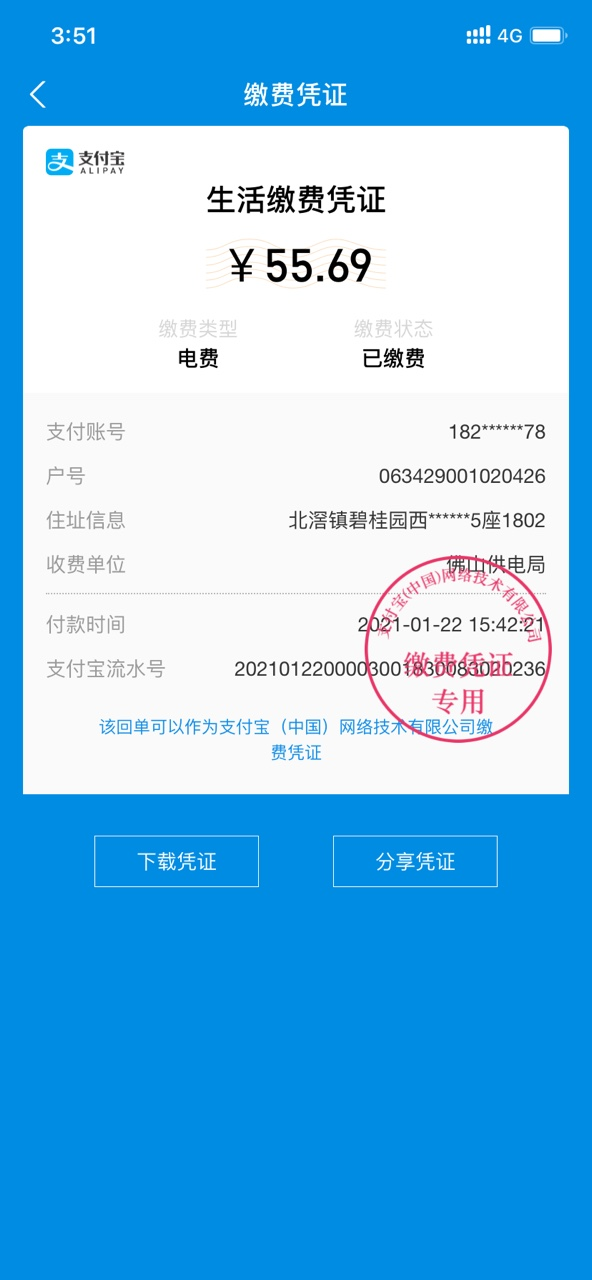 3:51
4G
缴费凭证
支 支付宝
ALIPAY
生活缴费凭证
¥ 55.69
缴费类型 缴费状态
电费 已缴费
支付账号 182******78
户号 063429001020426
住址信息 北滘镇碧桂园西******5座1802
收费单位 佛山供电局
支付宝(中国)网络技术有限公司
付款时间 2021-01-22 15:42:21
缴费凭证
支付宝流水号 2021012200003001830083020236
专用
该回单可以作为支付宝（中国）网络技术有限公司缴
费凭证
下载凭证 分享凭证